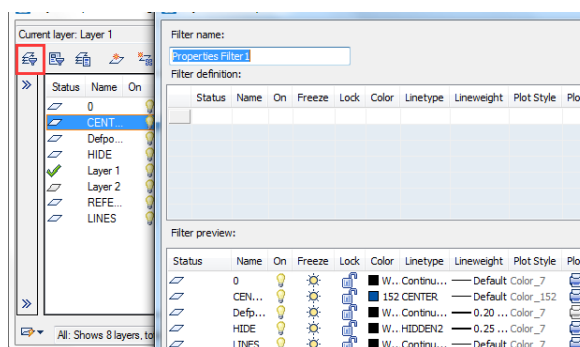 Current layer: Layer 1
Status Name On
0
CENT...
Defpo...
HIDE
Layer 1
Layer 2
REFE...
LINES
All: Shows 8 layers, to
Filter name:
Properties Filter1
Filter definition:
Status Name On Freeze Lock Color Linetype Lineweight Plot Style Plo
Filter preview:
Status Name On Freeze Lock Color Linetype Lineweight Plot Style Plo
0 W.. Continu... Default Color_7
CEN... 152 CENTER Default Color_152
Defp... W.. Continu... 0.20 ... Color_7
HIDE W.. HIDDEN2 0.25 ... Color_7
LINES W.. Continu... Default Color_7